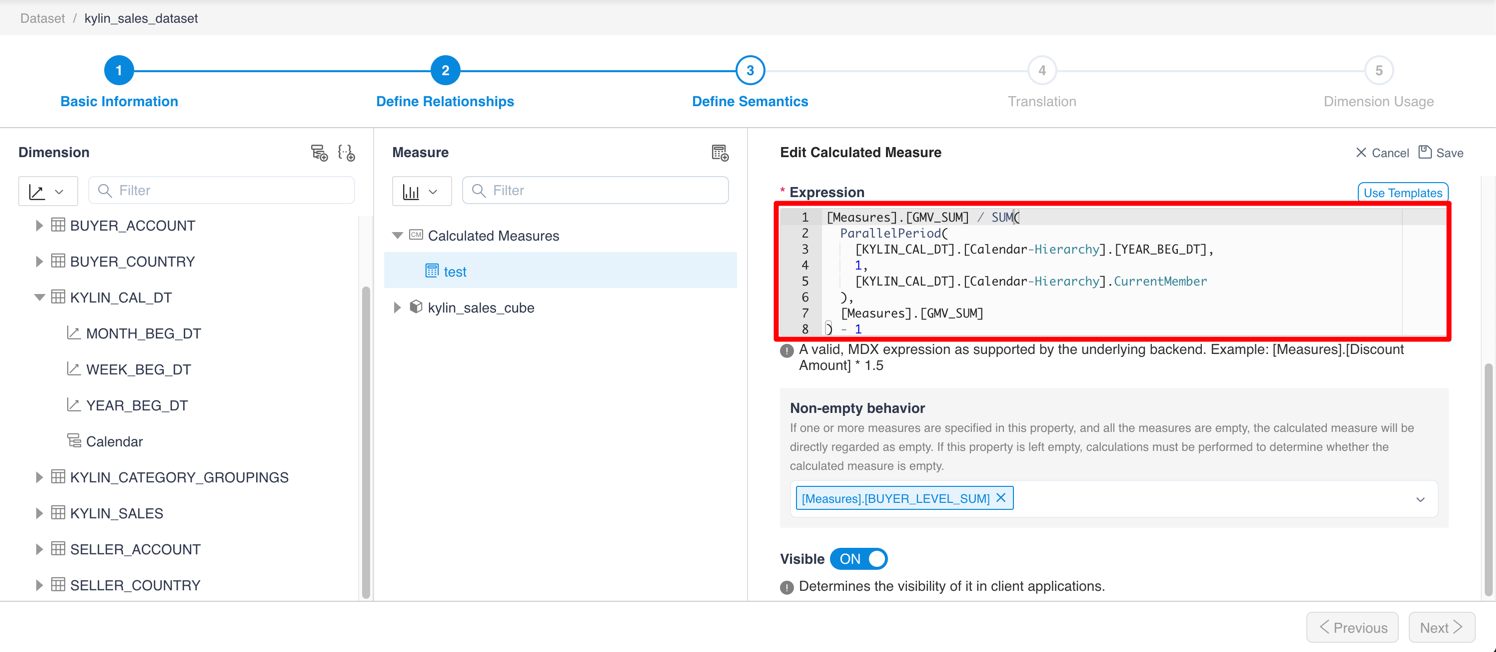 Dataset / kylin_sales_dataset
1 2 3 4 5
Basic Information Define Relationships Define Semantics Translation Dimension Usage
Dimension
Filter
BUYER_ACCOUNT
BUYER_COUNTRY
KYLIN_CAL_DT
MONTH_BEG_DT
WEEK_BEG_DT
YEAR_BEG_DT
Calendar
KYLIN_CATEGORY_GROUPINGS
KYLIN_SALES
SELLER_ACCOUNT
SELLER_COUNTRY
Measure
Filter
CM Calculated Measures
test
kylin_sales_cube
Edit Calculated Measure
Cancel Save
* Expression
Use Templates
1 [Measures].[GMV_SUM] / SUM(
2 ParallelPeriod(
3 [KYLIN_CAL_DT].[Calendar-Hierarchy].[YEAR_BEG_DT],
4 1,
5 [KYLIN_CAL_DT].[Calendar-Hierarchy].CurrentMember
6 ),
7 [Measures].[GMV_SUM]
8 ) - 1
A valid, MDX expression as supported by the underlying backend. Example: [Measures].[Discount
Amount] * 1.5
Non-empty behavior
If one or more measures are specified in this property, and all the measures are empty, the calculated measure will be
directly regarded as empty. If this property is left empty, calculations must be performed to determine whether the
calculated measure is empty.
[Measures].[BUYER_LEVEL_SUM]
Visible ON
Determines the visibility of it in client applications.
Previous Next